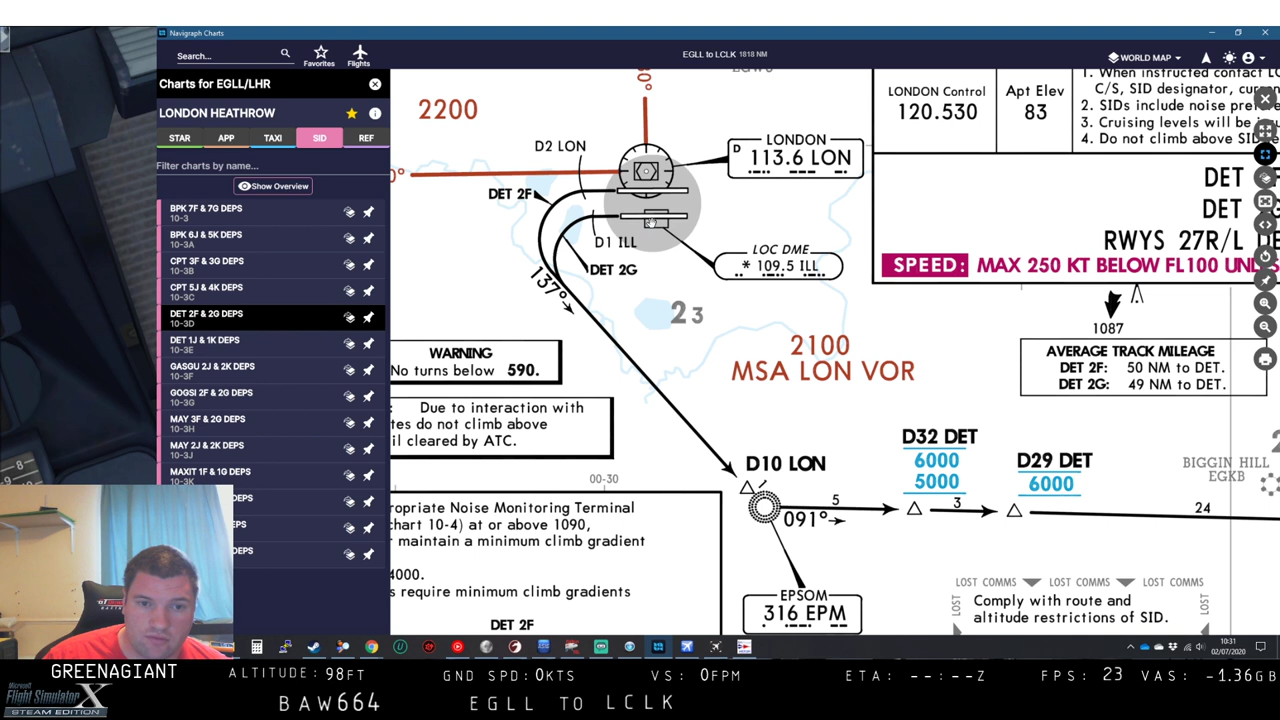 Navigraph Charts
Search...
Favorites
Flights
EGLL to LCLK 1818 NM
WORLD MAP
Charts for EGLL/LHR
LONDON HEATHROW
STAR
APP
TAXI
SID
REF
Filter charts by name...
Show Overview
BPK 7F & 7G DEPS
10-3
BPK 6J & 5K DEPS
10-3A
CPT 3F & 3G DEPS
10-3B
CPT 5J & 4K DEPS
10-3C
DET 2F & 2G DEPS
10-3D
DET 1J & 1K DEPS
10-3E
GASGU 2J & 2K DEPS
10-3F
GOGSI 2F & 2G DEPS
10-3G
MAY 3F & 2G DEPS
10-3H
MAY 2J & 2K DEPS
10-3J
MAXIT 1F & 1G DEPS
10-3K
DEPS
DEPS
DEPS
2200
D2 LON
LONDON
D 113.6 LON
DET 2F
D1 ILL
DET 2G
LOC DME
* 109.5 ILL
137°
23
2100
MSA LON VOR
WARNING
No turns below 590.
Due to interaction with
tes do not climb above
il cleared by ATC.
00-30
D10 LON
D32 DET
6000
5000
D29 DET
6000
BIGGIN HILL
EGKB
5
3
24
091°
EPSOM
316 EPM
ropriate Noise Monitoring Terminal
chart 10-4) at or above 1090,
maintain a minimum climb gradient
4000.
s require minimum climb gradients
DET 2F
LONDON Control
120.530
Apt Elev
83
1. When instructed contact L
C/S, SID designator, curre
2. SIDs include noise pre
3. Cruising levels will be
4. Do not climb above SID
DET
DET
RWYS 27R/L
SPEED: MAX 250 KT BELOW FL100
1087
AVERAGE TRACK MILEAGE
DET 2F: 50 NM to DET.
DET 2G: 49 NM to DET.
LOST COMMS LOST COMMS LOST COMMS
LOST
Comply with route and
altitude restrictions of SID.
LOST
10:31
02/07/2020
GREENAGIANT
ALTITUDE: 98FT
GND SPD: 0KTS
VS: 0FPM
ETA: --:--Z
FPS: 23
VAS: -1.36GB
Microsoft
Flight Simulator X
STEAM EDITION
BAW664
EGLL TO LCLK